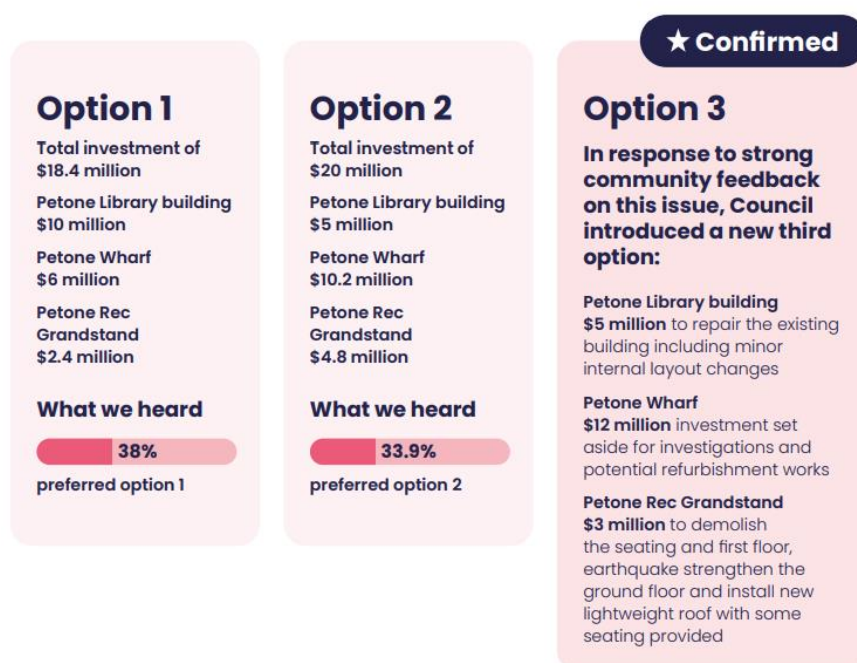 Option 1
Total investment of
$18.4 million
Petone Library building
$10 million
Petone Wharf
$6 million
Petone Rec
Grandstand
$2.4 million
What we heard
38%
preferred option 1
Option 2
Total investment of
$20 million
Petone Library building
$5 million
Petone Wharf
$10.2 million
Petone Rec
Grandstand
$4.8 million
What we heard
33.9%
preferred option 2
★ Confirmed
Option 3
In response to strong
community feedback
on this issue, Council
introduced a new third
option:
Petone Library building
$5 million to repair the existing
building including minor
internal layout changes
Petone Wharf
$12 million investment set
aside for investigations and
potential refurbishment works
Petone Rec Grandstand
$3 million to demolish
the seating and first floor,
earthquake strengthen the
ground floor and install new
lightweight roof with some
seating provided